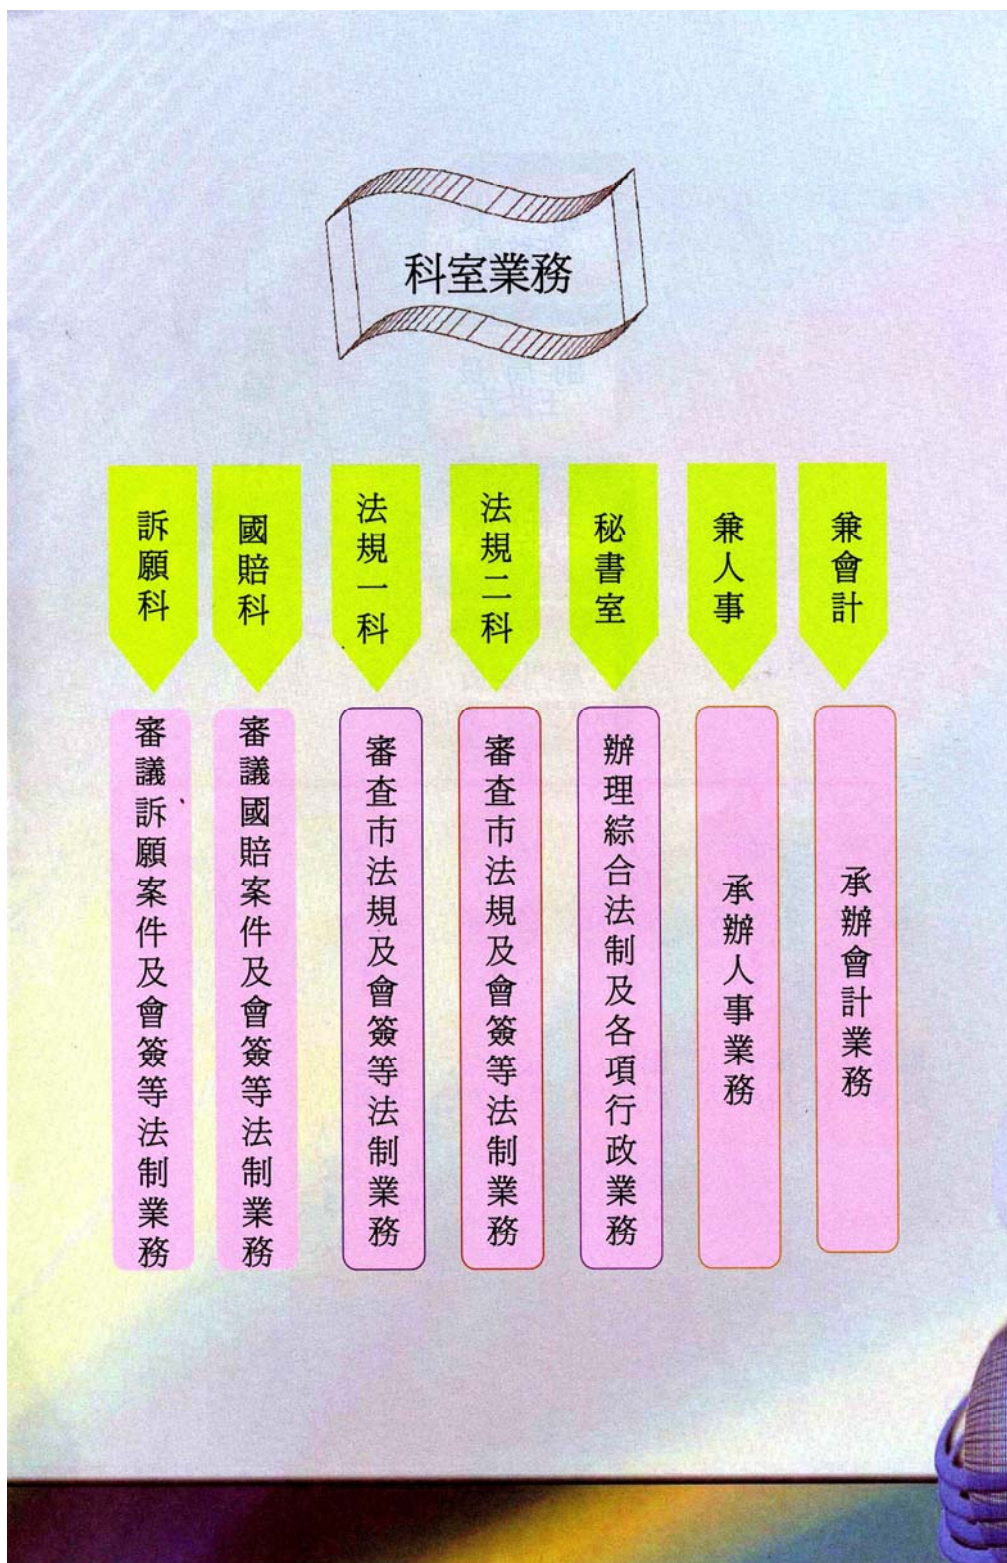 科室業務
訴願科
國賠科
法規一科
法規二科
秘書室
兼人事
兼會計
審議訴願案件及會簽等法制業務
審議國賠案件及會簽等法制業務
審查市法規及會簽等法制業務
審查市法規及會簽等法制業務
辦理綜合法制及各項行政業務
承辦人事業務
承辦會計業務